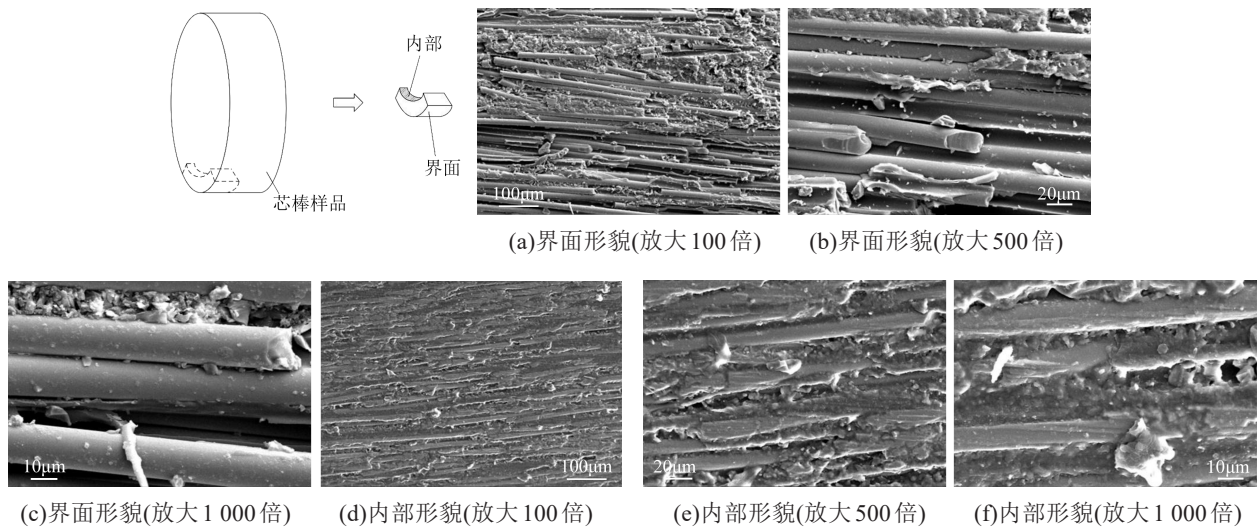 内部
界面
芯棒样品
100μm
20μm
(a)界面形貌(放大100倍)
(b)界面形貌(放大500倍)
10μm
100μm
20μm
10μm
(c)界面形貌(放大1 000倍)
(d)内部形貌(放大100倍)
(e)内部形貌(放大500倍)
(f)内部形貌(放大1 000倍)